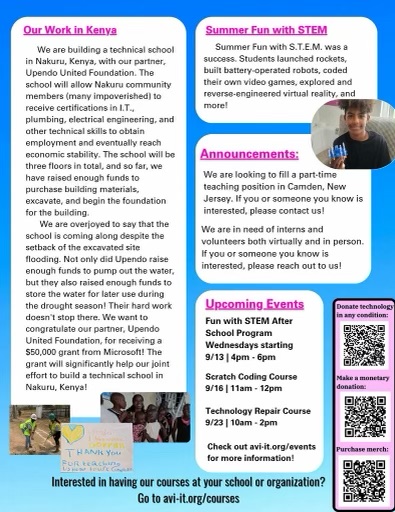 Our Work in Kenya
We are building a technical school
in Nakuru, Kenya, with our partner,
Upendo United Foundation. The
school will allow Nakuru community
members (many impoverished) to
receive certifications in I.T.,
plumbing, electrical engineering, and
other technical skills to obtain
employment and eventually reach
economic stability. The school will be
three floors in total, and so far, we
have raised enough funds to
purchase building materials,
excavate, and begin the foundation
for the building.
We are overjoyed to say that the
school is coming along despite the
setback of the excavated site
flooding. Not only did Upendo raise
enough funds to pump out the water,
but they also raised enough funds to
store the water for later use during
the drought season! Their hard work
doesn't stop there. We want to
congratulate our partner, Upendo
United Foundation, for receiving a
$50,000 grant from Microsoft! The
grant will significantly help our joint
effort to build a technical school in
Nakuru, Kenya!
THANK YOU
FOR teaching
Summer Fun with STEM
Summer Fun with S.T.E.M. was a
success. Students launched rockets,
built battery-operated robots, coded
their own video games, explored and
reverse-engineered virtual reality, and
more!
Announcements:
We are looking to fill a part-time
teaching position in Camden, New
Jersey. If you or someone you know is
interested, please contact us!
We are in need of interns and
volunteers both virtually and in person.
If you or someone you know is
interested, please reach out to us!
Upcoming Events
Fun with STEM After
School Program
Wednesdays starting
9/13 | 4pm - 6pm
Scratch Coding Course
9/16 | 11am - 12pm
Technology Repair Course
9/23 | 10am - 2pm
Check out avi-it.org/events
for more information!
Donate technology
in any condition:
Make a monetary
donation:
Purchase merch:
Interested in having our courses at your school or organization?
Go to avi-it.org/courses